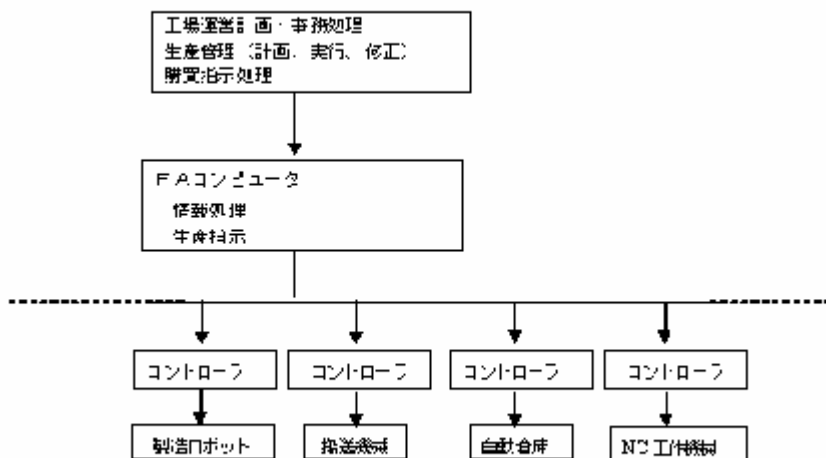 工場運営計画・事務処理
生産管理（計画、実行、修正）
購買指示処理
FAコンピュータ
情報処理
生産指示
コントローラ
コントローラ
コントローラ
コントローラ
製造ロボット
搬送機械
自動倉庫
NC工作機械